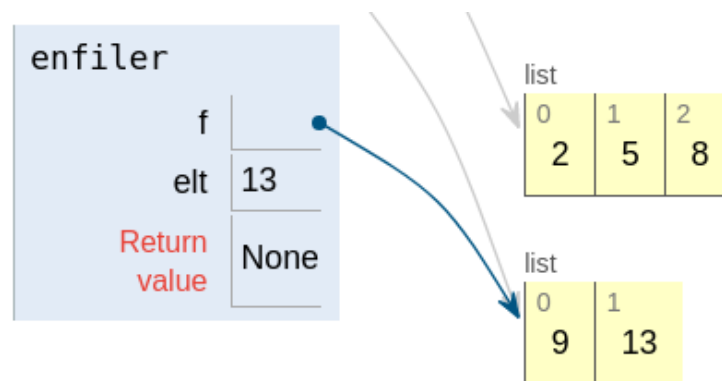 enfiler
f
elt 13
Return value None
list
0 1 2
2 5 8
list
0 1
9 13